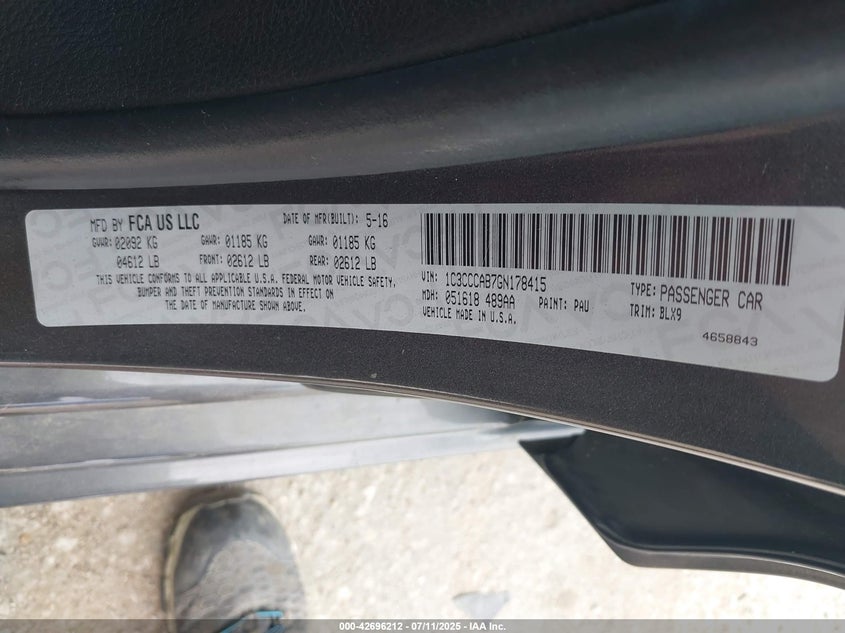 MFD BY FCA US LLC DATE OF MFR(BUILT): 5-16
GVWR: 02092 KG GAWR: 01185 KG GAWR: 01185 KG
04612 LB FRONT: 02612 LB REAR: 02612 LB
THIS VEHICLE CONFORMS TO ALL APPLICABLE U.S.A. FEDERAL MOTOR VEHICLE SAFETY,
BUMPER AND THEFT PREVENTION STANDARDS IN EFFECT ON
THE DATE OF MANUFACTURE SHOWN ABOVE.
VIN: 1C3CCCAB7GN178415 TYPE: PASSENGER CAR
MDH: 051618 489AA PAINT: PAU TRIM: BLX9
VEHICLE MADE IN U.S.A.
4658843
000-42696212 - 07/11/2025 - IAA Inc.